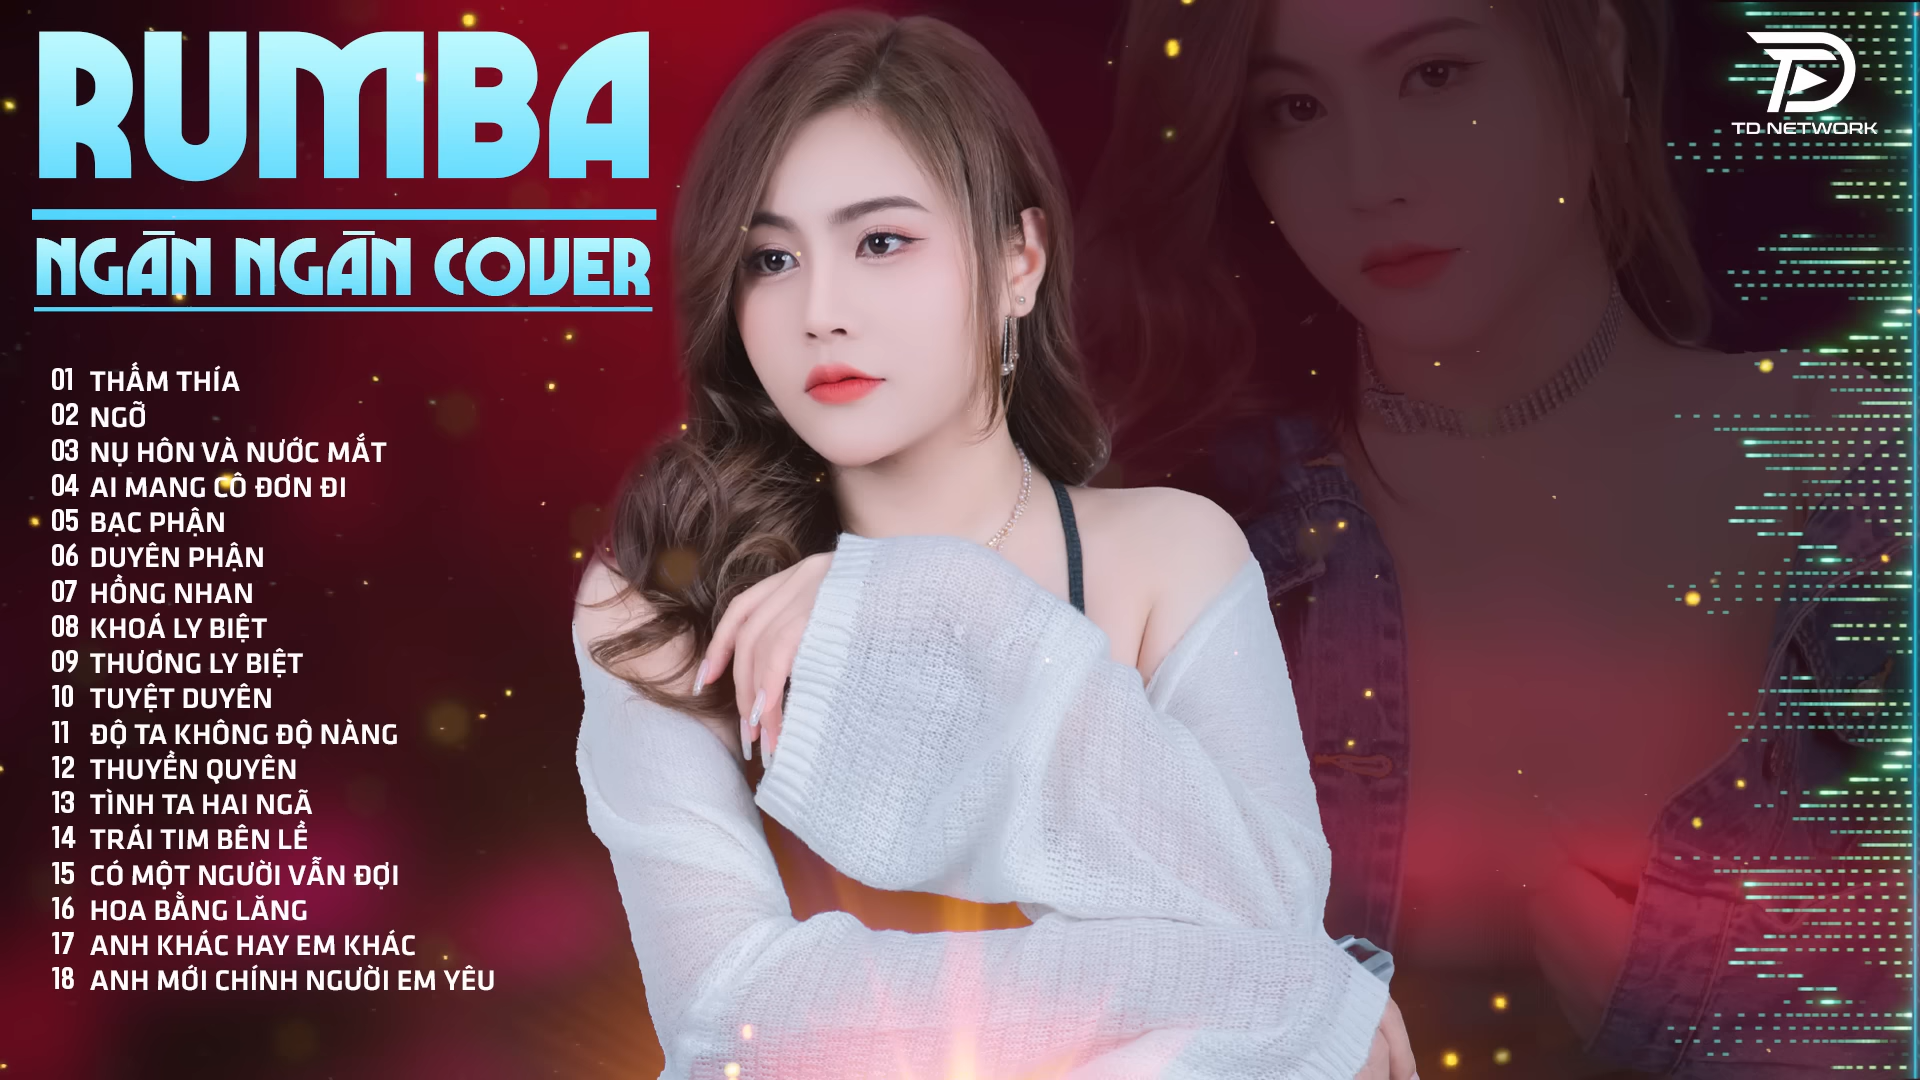 RUMBA
NGÂN NGÂN COVER
TD NETWORK
01 THẤM THÍA
02 NGỠ
03 NỤ HÔN VÀ NƯỚC MẮT
04 AI MANG CÔ ĐƠN ĐI
05 BẠC PHẬN
06 DUYÊN PHẬN
07 HỒNG NHAN
08 KHOÁ LY BIỆT
09 THƯƠNG LY BIỆT
10 TUYỆT DUYÊN
11 ĐỘ TA KHÔNG ĐỘ NÀNG
12 THUYỀN QUYÊN
13 TÌNH TA HAI NGÃ
14 TRÁI TIM BÊN LỀ
15 CÓ MỘT NGƯỜI VẪN ĐỢI
16 HOA BẰNG LĂNG
17 ANH KHÁC HAY EM KHÁC
18 ANH MỚI CHÍNH NGƯỜI EM YÊU